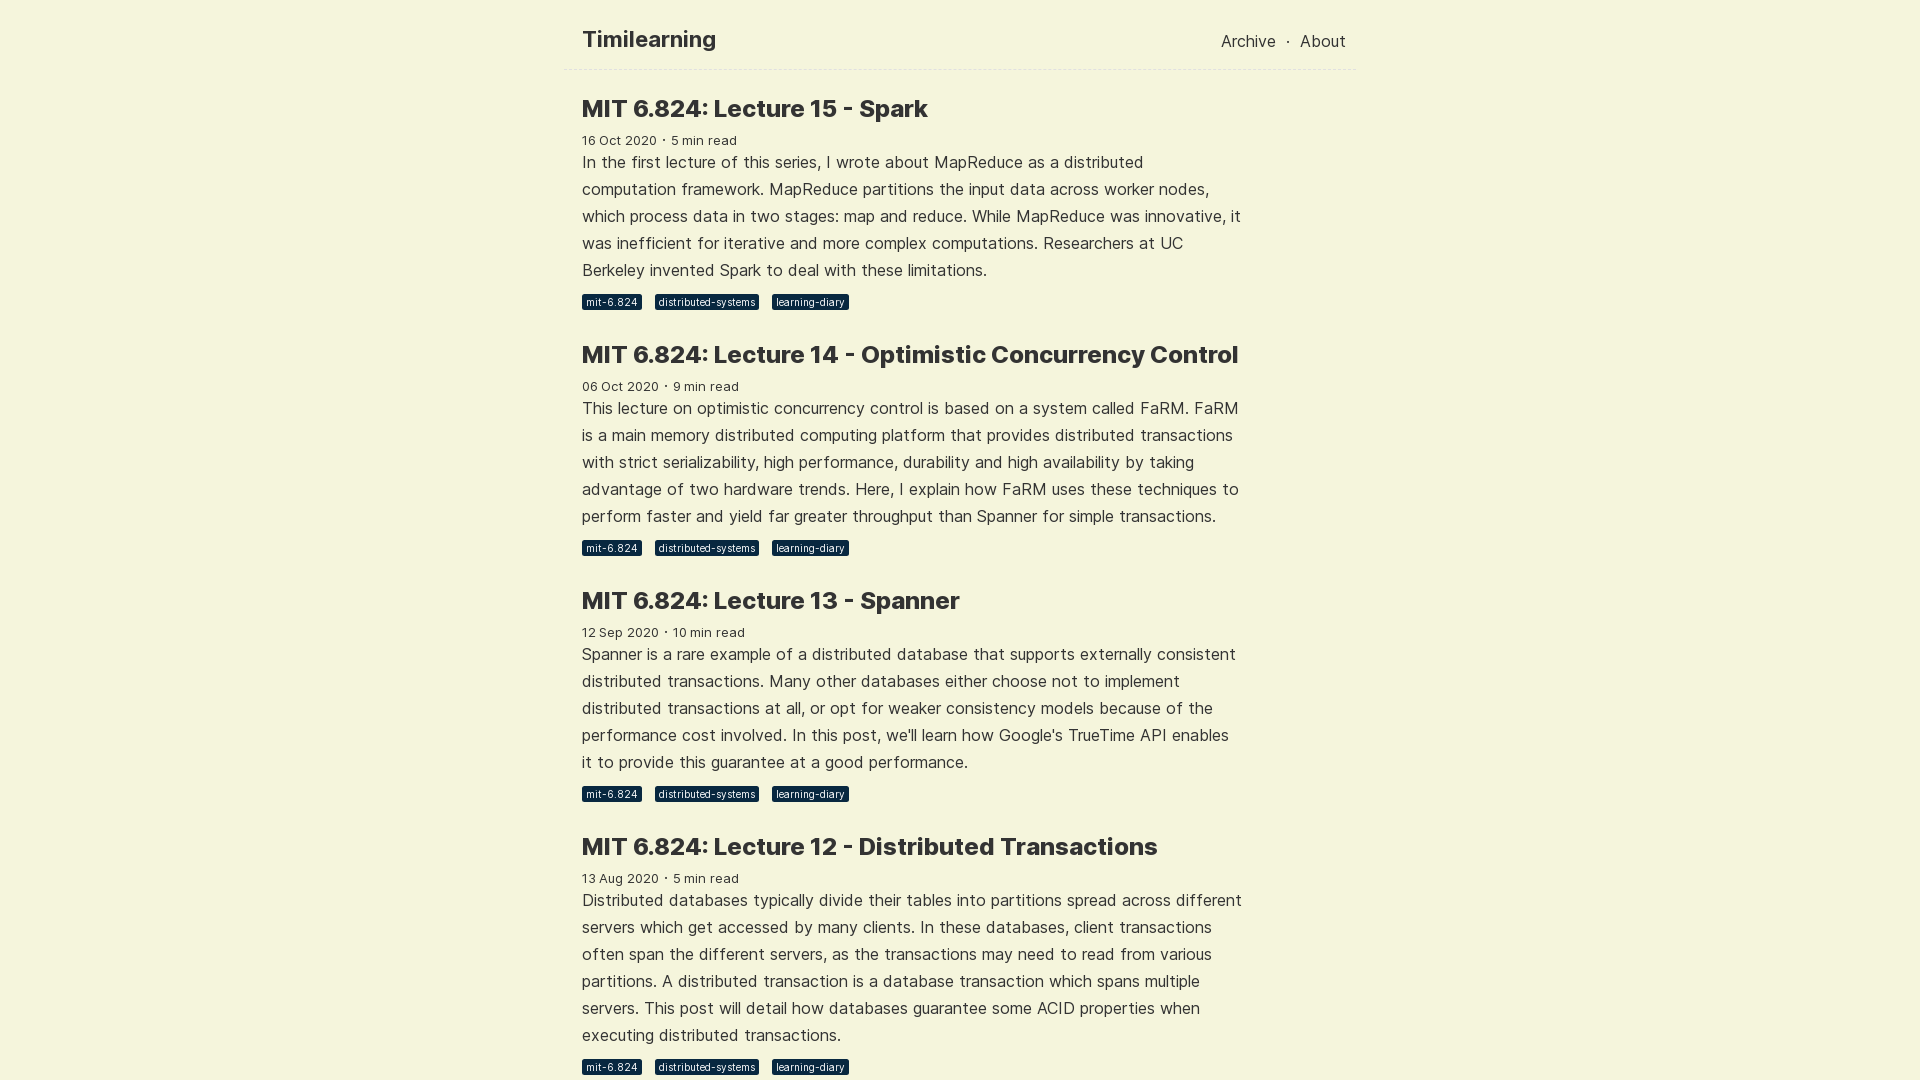 Timilearning
Archive · About
MIT 6.824: Lecture 15 - Spark
16 Oct 2020 · 5 min read
In the first lecture of this series, I wrote about MapReduce as a distributed
computation framework. MapReduce partitions the input data across worker nodes,
which process data in two stages: map and reduce. While MapReduce was innovative, it
was inefficient for iterative and more complex computations. Researchers at UC
Berkeley invented Spark to deal with these limitations.
mit-6.824 distributed-systems learning-diary
MIT 6.824: Lecture 14 - Optimistic Concurrency Control
06 Oct 2020 · 9 min read
This lecture on optimistic concurrency control is based on a system called FaRM. FaRM
is a main memory distributed computing platform that provides distributed transactions
with strict serializability, high performance, durability and high availability by taking
advantage of two hardware trends. Here, I explain how FaRM uses these techniques to
perform faster and yield far greater throughput than Spanner for simple transactions.
mit-6.824 distributed-systems learning-diary
MIT 6.824: Lecture 13 - Spanner
12 Sep 2020 · 10 min read
Spanner is a rare example of a distributed database that supports externally consistent
distributed transactions. Many other databases either choose not to implement
distributed transactions at all, or opt for weaker consistency models because of the
performance cost involved. In this post, we'll learn how Google's TrueTime API enables
it to provide this guarantee at a good performance.
mit-6.824 distributed-systems learning-diary
MIT 6.824: Lecture 12 - Distributed Transactions
13 Aug 2020 · 5 min read
Distributed databases typically divide their tables into partitions spread across different
servers which get accessed by many clients. In these databases, client transactions
often span the different servers, as the transactions may need to read from various
partitions. A distributed transaction is a database transaction which spans multiple
servers. This post will detail how databases guarantee some ACID properties when
executing distributed transactions.
mit-6.824 distributed-systems learning-diary